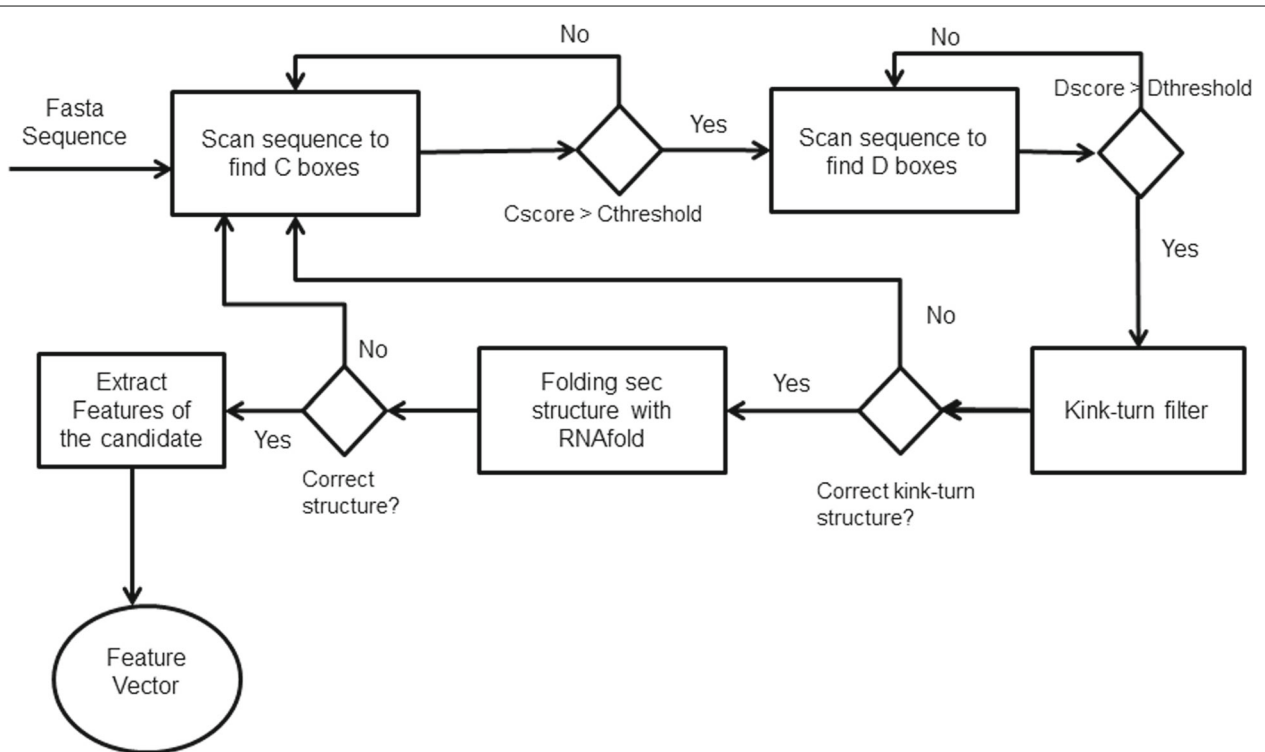 No
No
Fasta
Sequence
Scan sequence to
find C boxes
Yes
Cscore > Cthreshold
Scan sequence to
find D boxes
Dscore > Dthreshold
Yes
No
No
Extract
Features of
the candidate
Yes
Correct
structure?
Folding sec
structure with
RNAfold
Yes
Correct kink-turn
structure?
Kink-turn filter
Feature
Vector